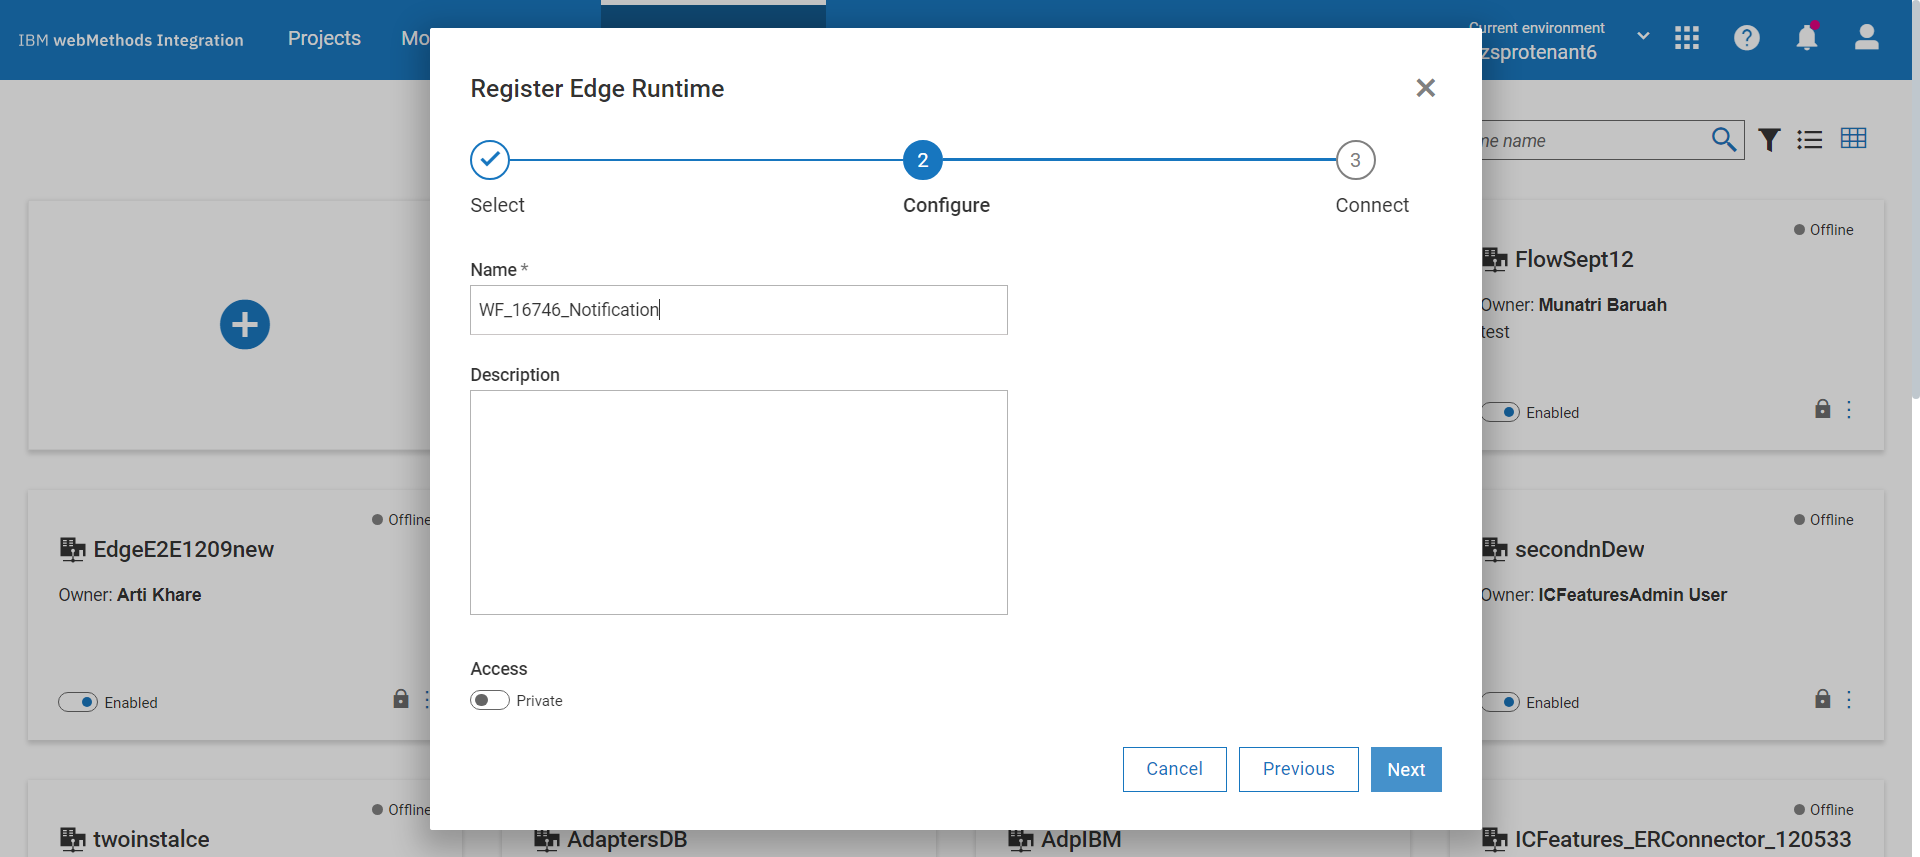 IBM webMethods Integration
Projects
Mo
Current environment
zsprotenant6
Register Edge Runtime
2
3
Select
Configure
Connect
me name
Name *
WF_16746_Notification
Description
Access
Private
Cancel
Previous
Next
Offline
FlowSept12
Owner: Munatri Baruah
test
Enabled
Offline
EdgeE2E1209new
Owner: Arti Khare
Enabled
Offline
secondnDew
Owner: ICFeaturesAdmin User
Enabled
Offline
twoinstalce
AdaptersDB
AdpIBM
Offline
ICFeatures_ERConnector_120533